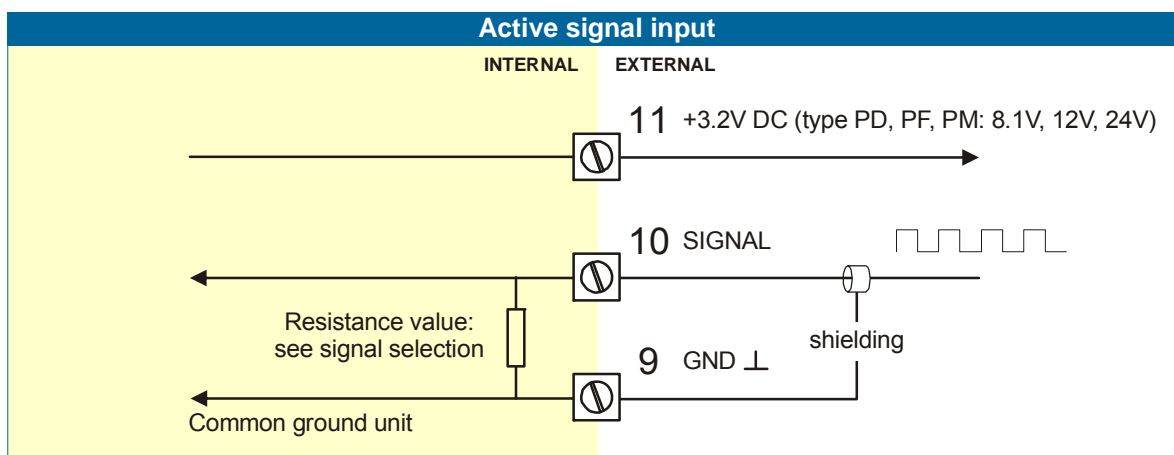 Active signal input
INTERNAL EXTERNAL
11 +3.2V DC (type PD, PF, PM: 8.1V, 12V, 24V)
10 SIGNAL
Resistance value:
see signal selection
shielding
9 GND ⊥
Common ground unit